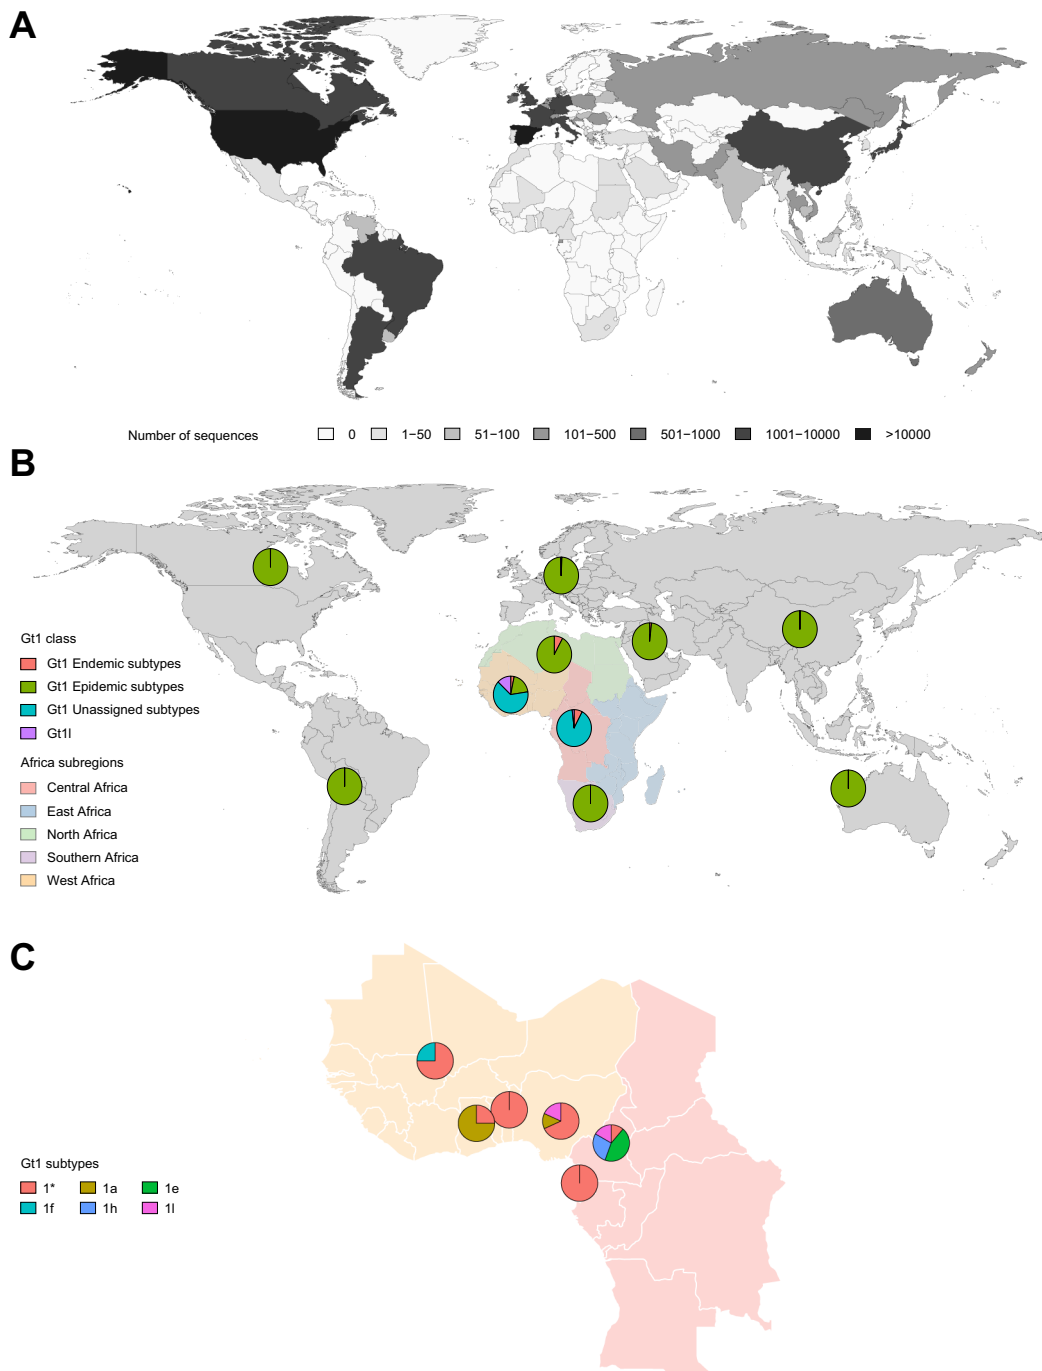 A
Number of sequences 0 1−50 51−100 101−500 501−1000 1001−10000 >10000
B
Gt1 class
Gt1 Endemic subtypes
Gt1 Epidemic subtypes
Gt1 Unassigned subtypes
Gt1l
Africa subregions
Central Africa
East Africa
North Africa
Southern Africa
West Africa
C
Gt1 subtypes
1* 1a 1e
1f 1h 1l